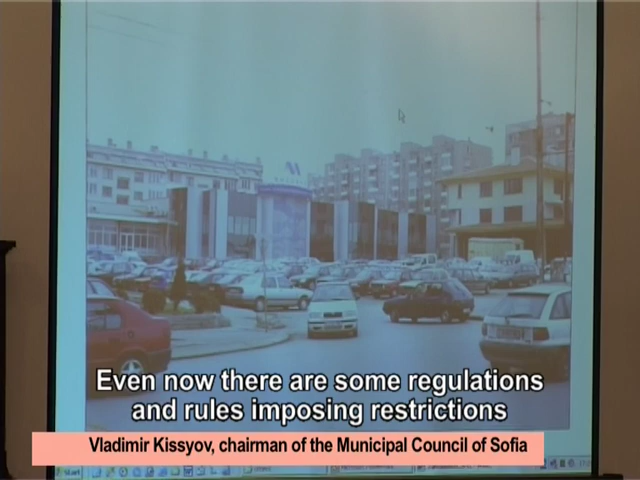 Even now there are some regulations
and rules imposing restrictions
Vladimir Kissyov, chairman of the Municipal Council of Sofia
Start